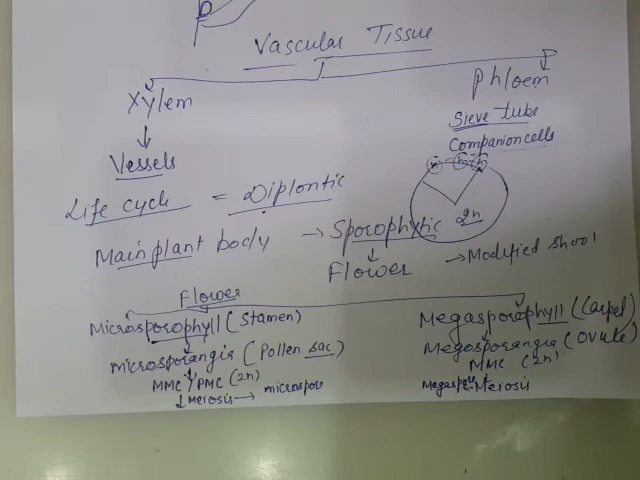 Vascular Tissue
Xylem
Phloem
Sieve tube
Companion cells
Vessels
Life cycle = Diplontic
n n
2n
Main plant body → Sporophytic
Flower → Modified shoot
Flower
Microsporophyll (Stamen)
Megasporophyll (Carpel)
microsporangia (Pollen sac)
Megosporangia (Ovule)
MMC / PMC (2n)
MMC (2n)
Meiosis → microspore
Megaspore Meiosis